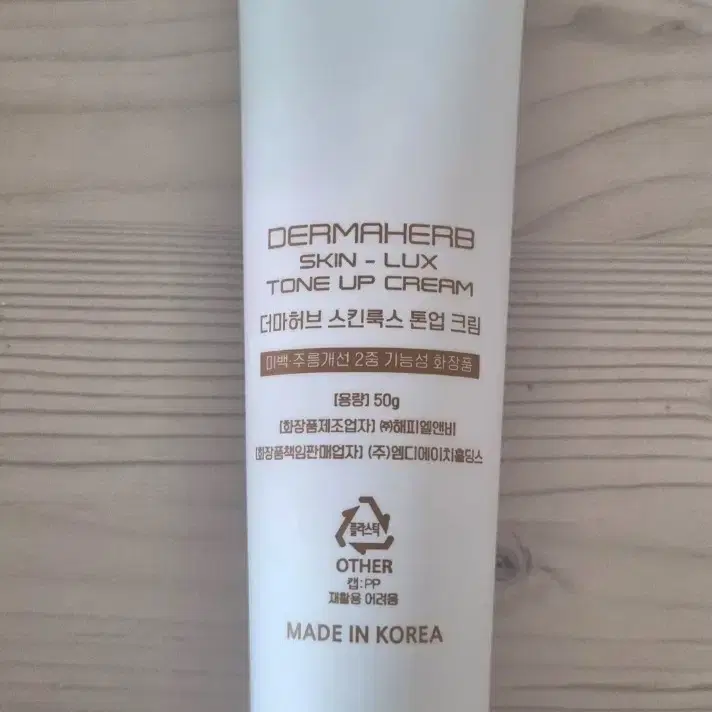 DERMAHERB
SKIN - LUX
TONE UP CREAM
더마허브 스킨룩스 톤업 크림
미백·주름개선 2중 기능성 화장품
[용량] 50g
[화장품제조업자] ㈜해피엘앤비
[화장품책임판매업자] (주)엠디에이치홀딩스
플라스틱
OTHER
캡:PP
재활용 어려움
MADE IN KOREA